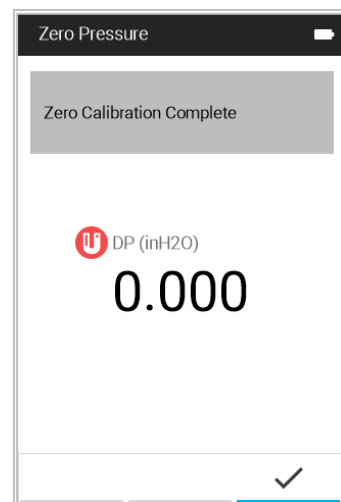 Zero Pressure
Zero Calibration Complete
DP (inH2O)
0.000